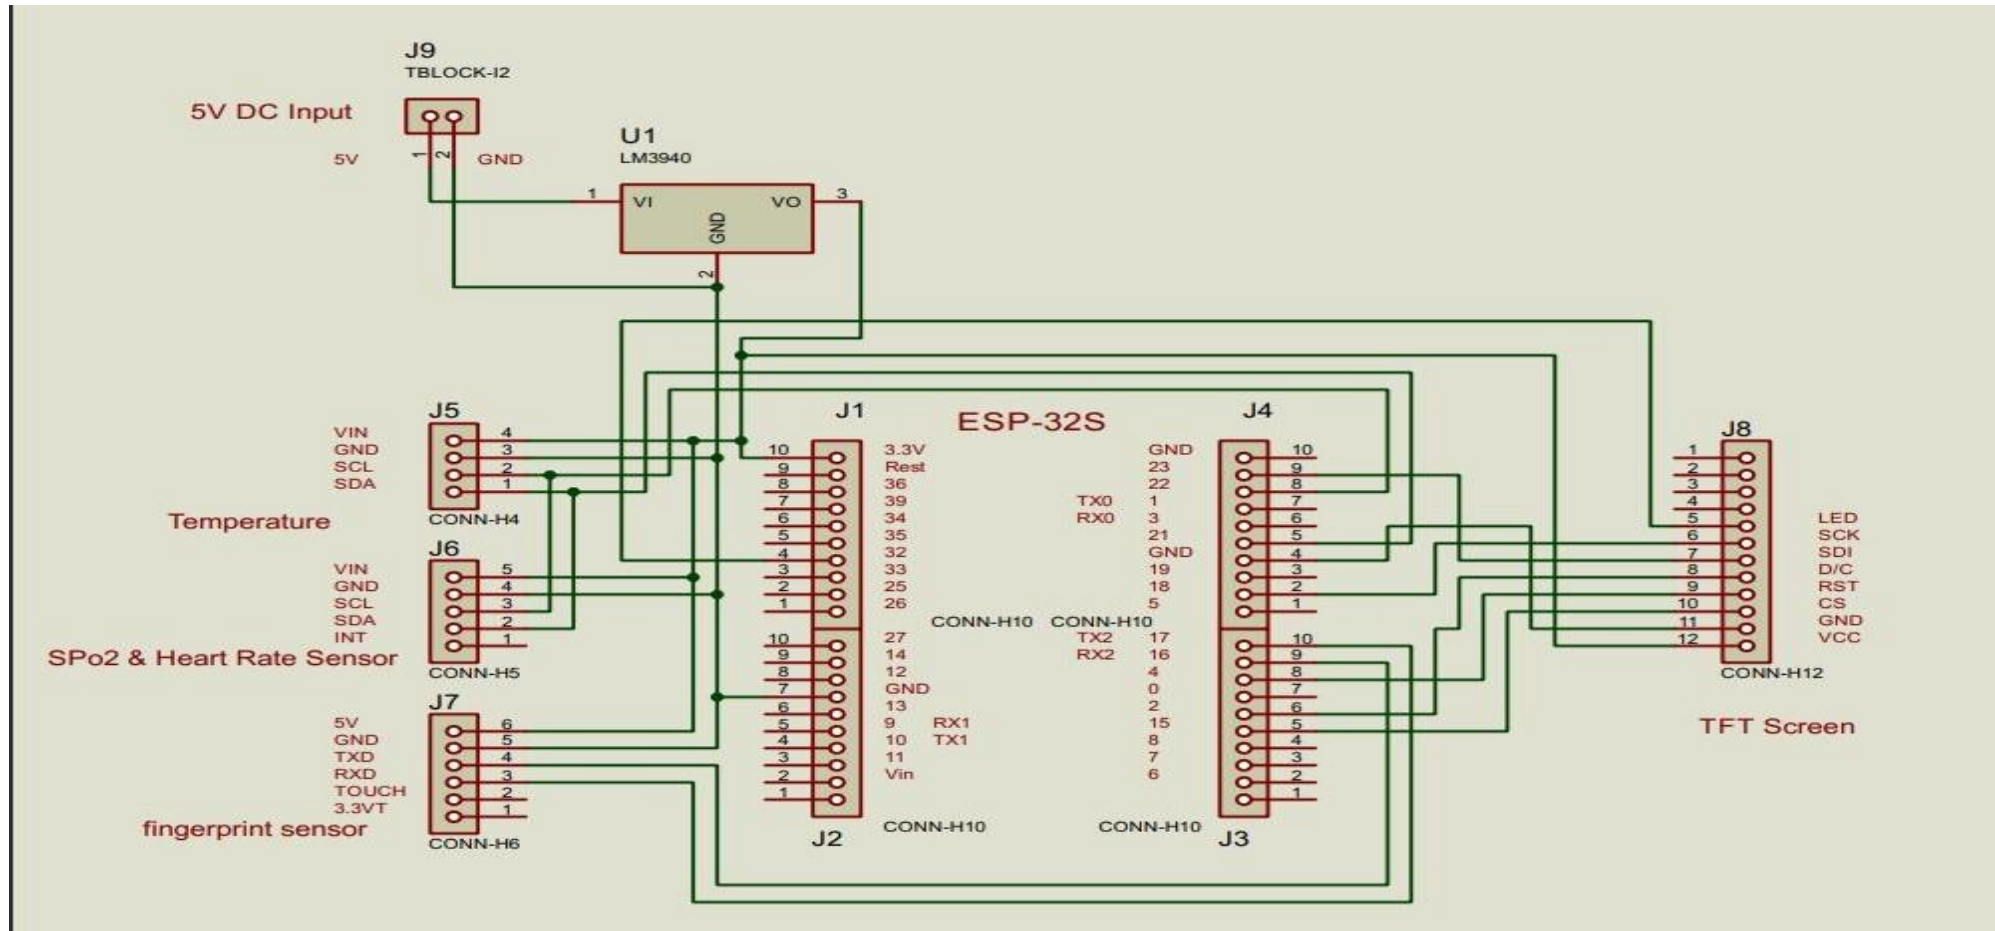 J9
TBLOCK-I2
5V DC Input
5V
1
2
GND
U1
LM3940
1
VI
VO
3
GND
2
J5
VIN
4
GND
3
SCL
2
SDA
1
CONN-H4
Temperature
J6
VIN
5
GND
4
SCL
3
SDA
2
INT
1
SPo2 & Heart Rate Sensor
CONN-H5
J7
5V
6
GND
5
TXD
4
RXD
3
TOUCH
2
3.3VT
1
fingerprint sensor
CONN-H6
J1
ESP-32S
J4
10 3.3V
9 Rest
8 36
7 39
6 34
5 35
4 32
3 33
2 25
1 26
CONN-H10
GND 10
23 9
22 8
TX0 1 7
RX0 3 6
21 5
GND 4
19 3
18 2
5 1
CONN-H10
10 27
9 14
8 12
7 GND
6 13
5 9 RX1
4 10 TX1
3 11
2 Vin
1
CONN-H10
J2
TX2 17 10
RX2 16 9
4 8
0 7
2 6
15 5
8 4
7 3
6 2
1
CONN-H10
J3
J8
1
2
3
4
5 LED
6 SCK
7 SDI
8 D/C
9 RST
10 CS
11 GND
12 VCC
CONN-H12
TFT Screen